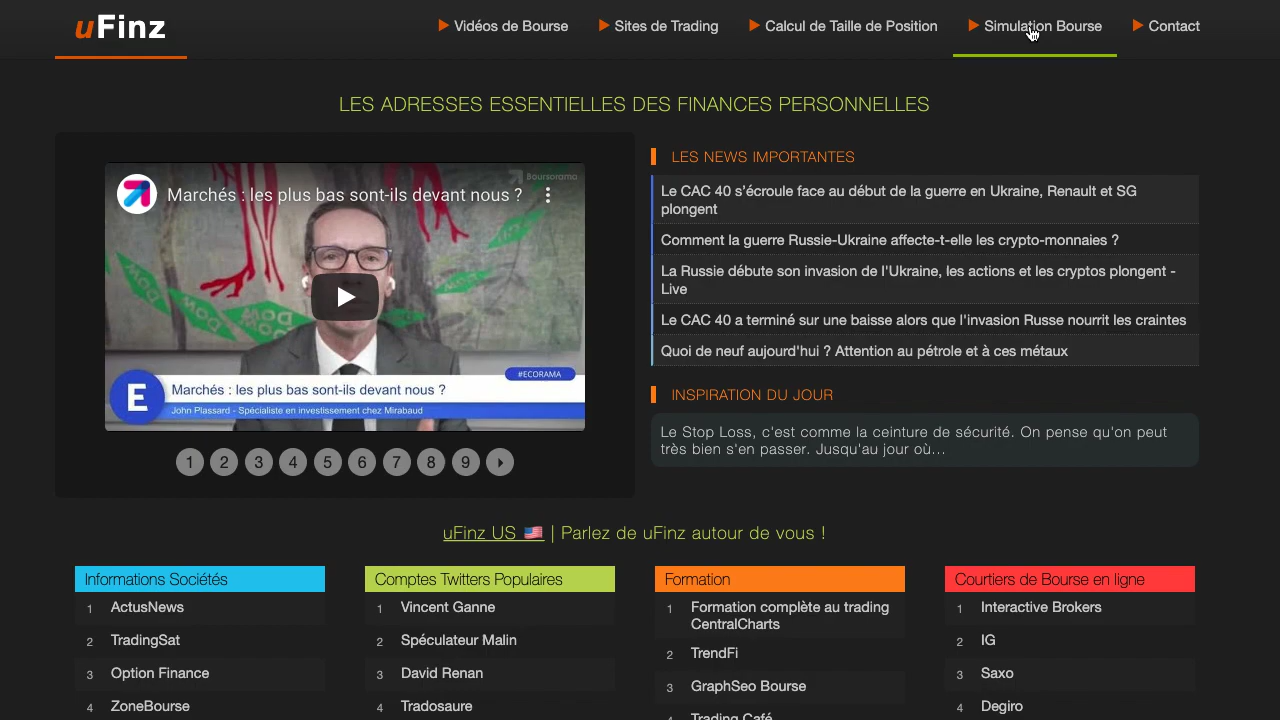 uFinz
Vidéos de Bourse
Sites de Trading
Calcul de Taille de Position
Simulation Bourse
Contact
LES ADRESSES ESSENTIELLES DES FINANCES PERSONNELLES
Boursorama
Marchés : les plus bas sont-ils devant nous ?
DOM
DOM
DOM
#ECORAMA
E
Marchés : les plus bas sont-ils devant nous ?
John Plassard - Spécialiste en investissement chez Mirabaud
1 2 3 4 5 6 7 8 9
LES NEWS IMPORTANTES
Le CAC 40 s'écroule face au début de la guerre en Ukraine, Renault et SG
plongent
Comment la guerre Russie-Ukraine affecte-t-elle les crypto-monnaies ?
La Russie débute son invasion de l'Ukraine, les actions et les cryptos plongent -
Live
Le CAC 40 a terminé sur une baisse alors que l'invasion Russe nourrit les craintes
Quoi de neuf aujourd'hui ? Attention au pétrole et à ces métaux
INSPIRATION DU JOUR
Le Stop Loss, c'est comme la ceinture de sécurité. On pense qu'on peut
très bien s'en passer. Jusqu'au jour où...
uFinz US 🇺🇸 | Parlez de uFinz autour de vous !
Informations Sociétés
1 ActusNews
2 TradingSat
3 Option Finance
4 ZoneBourse
Comptes Twitters Populaires
1 Vincent Ganne
2 Spéculateur Malin
3 David Renan
4 Tradosaure
Formation
1 Formation complète au trading
CentralCharts
2 TrendFi
3 GraphSeo Bourse
4 Trading Café
Courtiers de Bourse en ligne
1 Interactive Brokers
2 IG
3 Saxo
4 Degiro